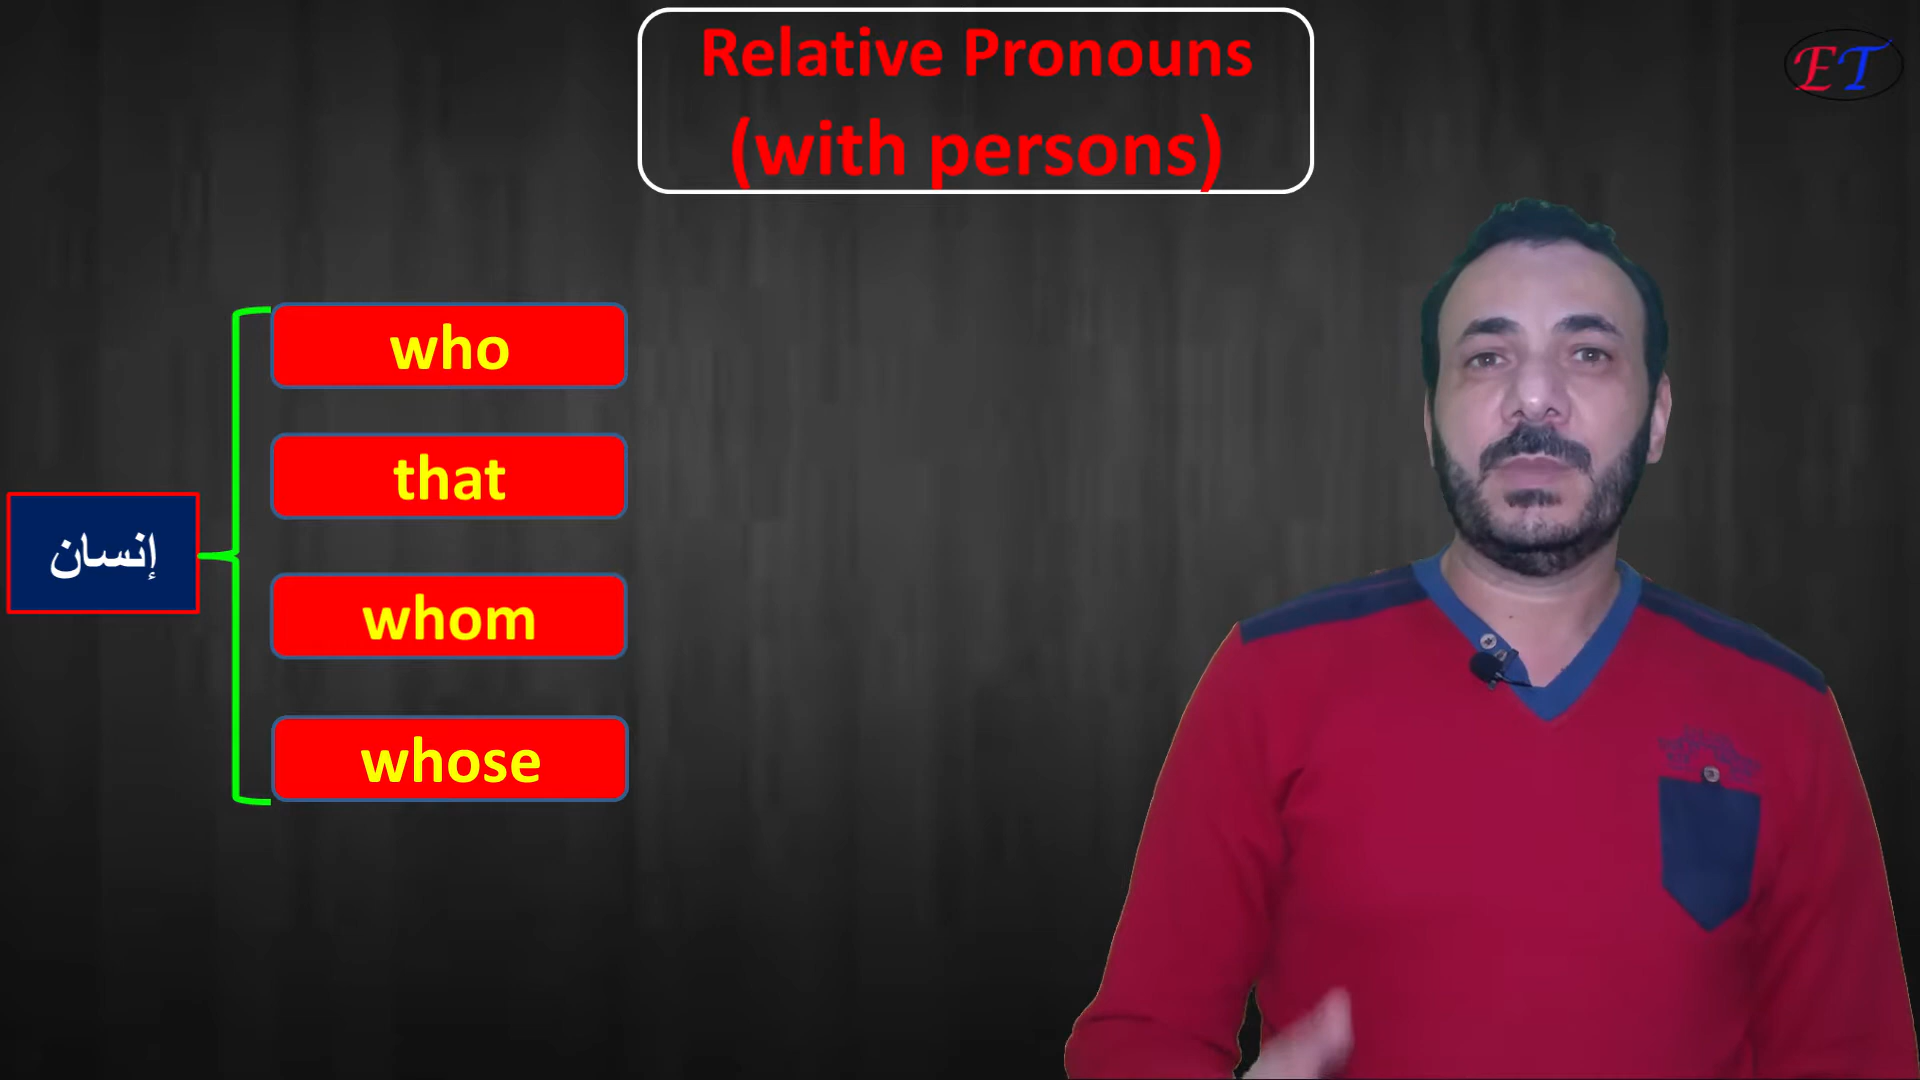 Relative Pronouns
(with persons)
ET
who
that
إنسان
whom
whose